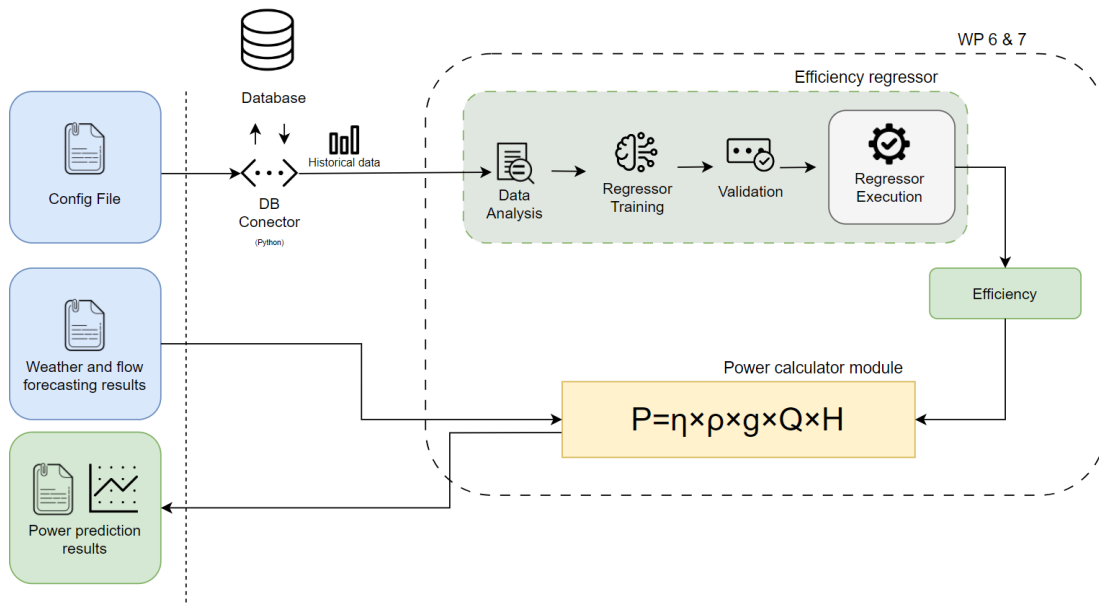 WP 6 & 7
Efficiency regressor
Database
Historical data
Config File
DB
Conector
(Python)
Data
Analysis
Regressor
Training
Validation
Regressor
Execution
Efficiency
Weather and flow
forecasting results
Power calculator module
P=η×ρ×g×Q×H
Power prediction
results